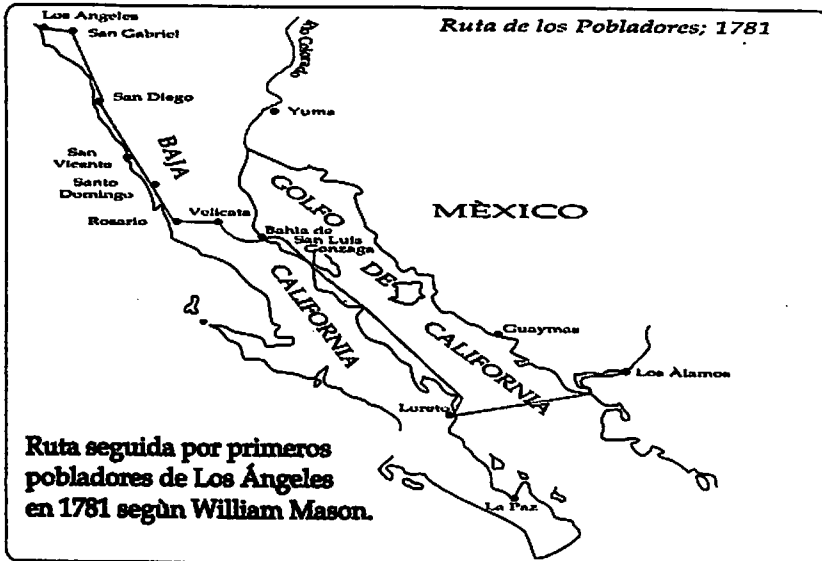 Ruta de los Pobladores; 1781
Los Angeles
San Gabriel
Rio Colorado
San Diego
Yuma
BAJA
San
Vicente
Santo
Domingo
GOLFO
MÈXICO
Rosario
Velicata
Bahia de
San Luis
Gonzaga
DE
CALIFORNIA
CALIFORNIA
Guaymas
Los Àlamos
Loreto
La Paz
Ruta seguida por primeros
pobladores de Los Ángeles
en 1781 segùn William Mason.